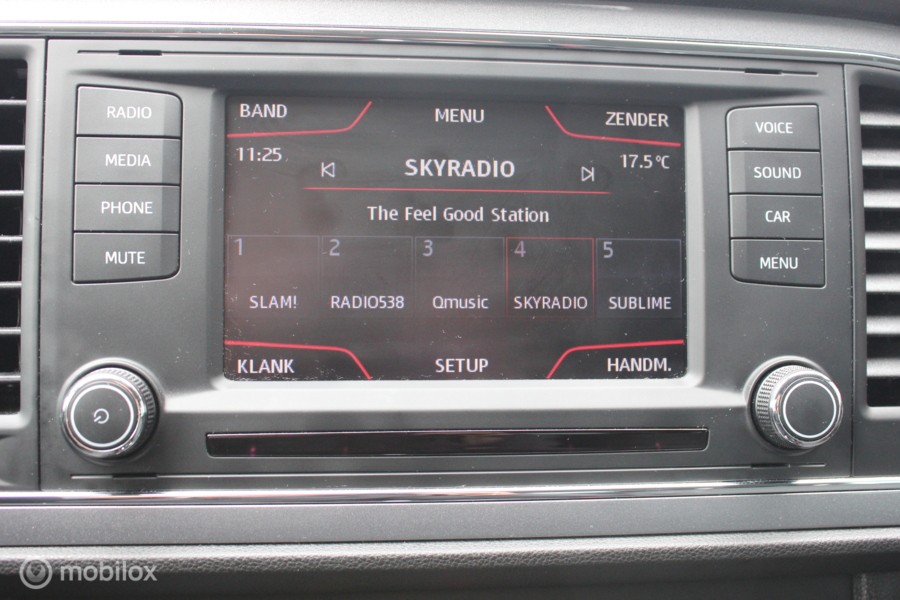 RADIO
MEDIA
PHONE
MUTE
BAND MENU ZENDER
11:25 SKYRADIO 17.5°C
The Feel Good Station
1 2 3 4 5
SLAM! RADIO538 Qmusic SKYRADIO SUBLIME
KLANK SETUP HANDM.
VOICE
SOUND
CAR
MENU
mobilox